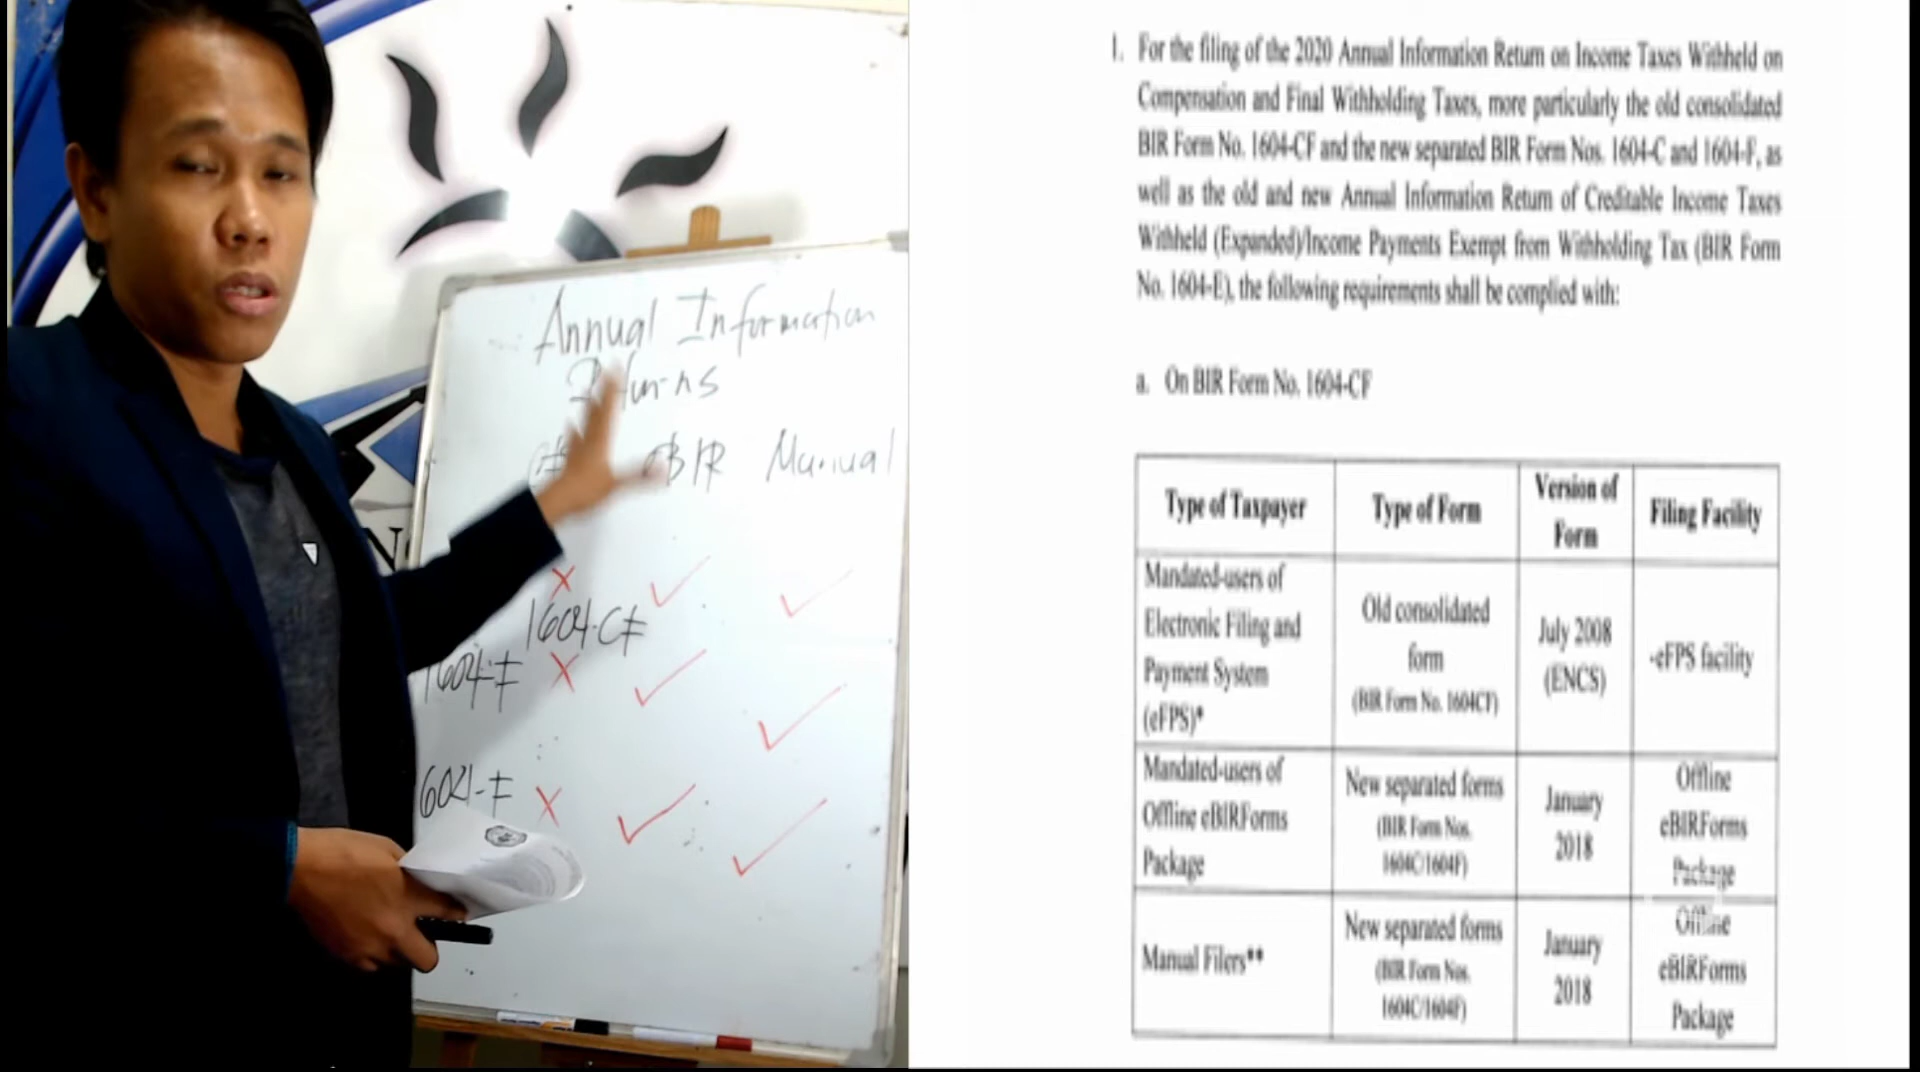 Annual Information
Returns
eBIR Manual
1604-CF
1604-F
1. For the filing of the 2020 Annual Information Return on Income Taxes Withheld on
Compensation and Final Withholding Taxes, more particularly the old consolidated
BIR Form No. 1604-CF and the new separated BIR Form Nos. 1604-C and 1604-F, as
well as the old and new Annual Information Return of Creditable Income Taxes
Withheld (Expanded)/Income Payments Exempt from Withholding Tax (BIR Form
No. 1604-E), the following requirements shall be complied with:
a. On BIR Form No. 1604-CF
Type of Taxpayer
Type of Form
Version of
Form
Filing Facility
Mandated-users of
Electronic Filing and
Payment System
(eFPS)*
Old consolidated
form
(BIR Form No. 1604CF)
July 2008
(ENCS)
-eFPS facility
Mandated-users of
Offline eBIRForms
Package
New separated forms
(BIR Form Nos.
1604C/1604F)
January
2018
Offline
eBIRForms
Package
Manual Filers**
New separated forms
(BIR Form Nos.
1604C/1604F)
January
2018
Offline
eBIRForms
Package